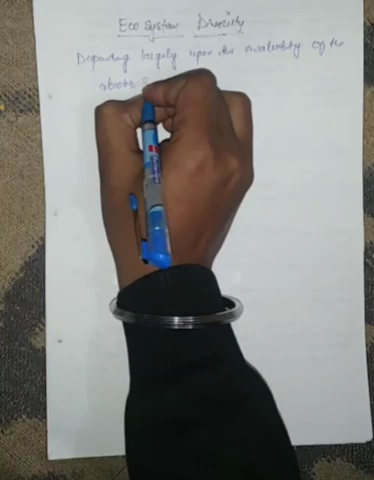 Eco System Diversity
Depending largely upon the availability of the
abiotic